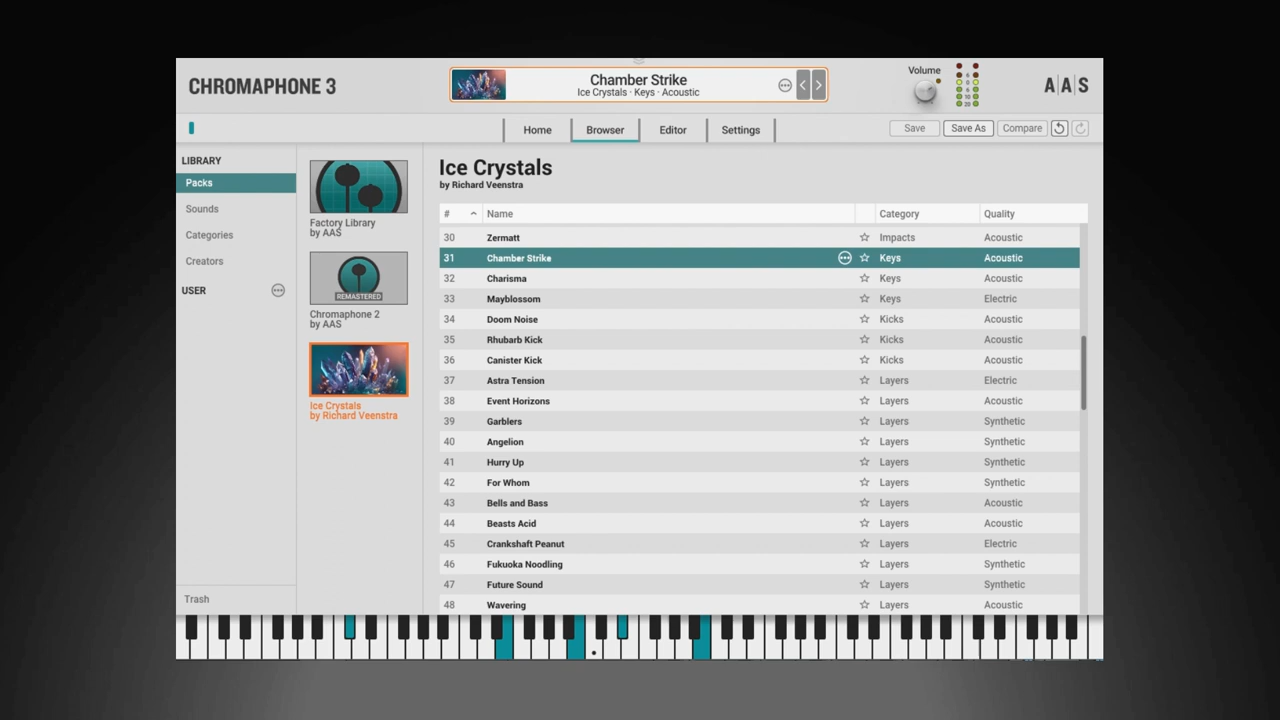 CHROMAPHONE 3
Chamber Strike
Ice Crystals · Keys · Acoustic
Volume
6
0
6
10
20
A|A|S
Home
Browser
Editor
Settings
Save
Save As
Compare
LIBRARY
Packs
Sounds
Categories
Creators
USER
Trash
Factory Library
by AAS
REMASTERED
Chromaphone 2
by AAS
Ice Crystals
by Richard Veenstra
Ice Crystals
by Richard Veenstra
# Name Category Quality
30 Zermatt Impacts Acoustic
31 Chamber Strike Keys Acoustic
32 Charisma Keys Acoustic
33 Mayblossom Keys Electric
34 Doom Noise Kicks Acoustic
35 Rhubarb Kick Kicks Acoustic
36 Canister Kick Kicks Acoustic
37 Astra Tension Layers Electric
38 Event Horizons Layers Acoustic
39 Garblers Layers Synthetic
40 Angelion Layers Synthetic
41 Hurry Up Layers Synthetic
42 For Whom Layers Synthetic
43 Bells and Bass Layers Acoustic
44 Beasts Acid Layers Acoustic
45 Crankshaft Peanut Layers Electric
46 Fukuoka Noodling Layers Synthetic
47 Future Sound Layers Synthetic
48 Wavering Layers Acoustic